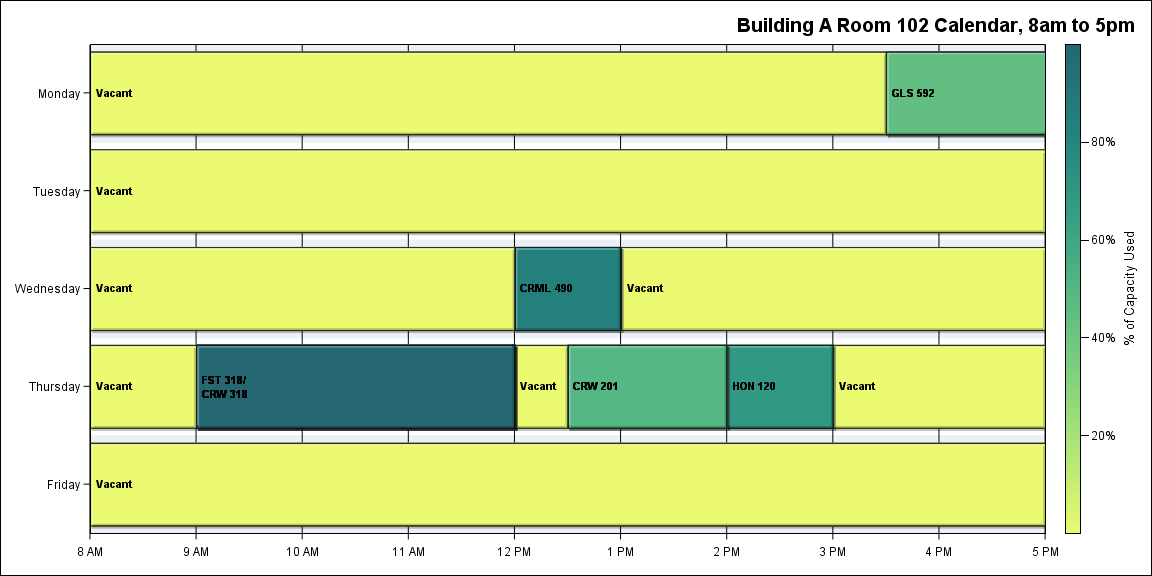 Building A Room 102 Calendar, 8am to 5pm
Monday
Vacant
GLS 592
Tuesday
Vacant
Wednesday
Vacant
CRML 490
Vacant
Thursday
Vacant
FST 318/
CRW 318
Vacant
CRW 201
HON 120
Vacant
Friday
Vacant
8 AM
9 AM
10 AM
11 AM
12 PM
1 PM
2 PM
3 PM
4 PM
5 PM
80%
60%
40%
20%
% of Capacity Used